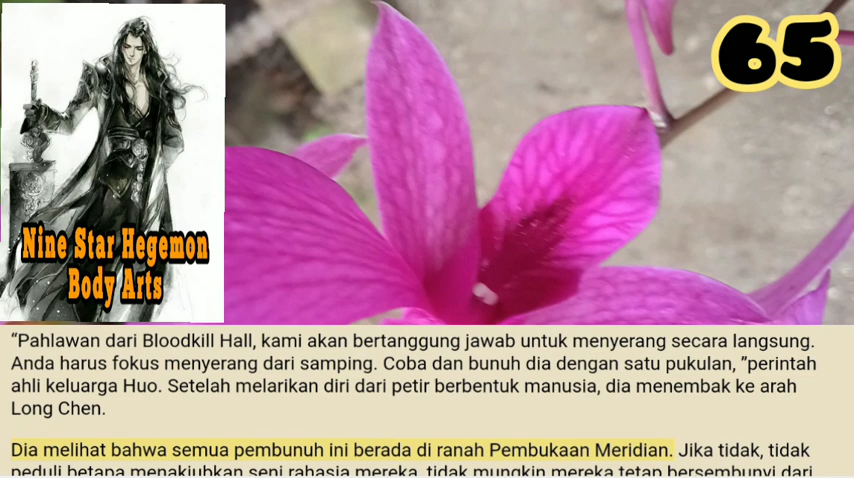 65
Nine Star Hegemon
Body Arts
“Pahlawan dari Bloodkill Hall, kami akan bertanggung jawab untuk menyerang secara langsung.
Anda harus fokus menyerang dari samping. Coba dan bunuh dia dengan satu pukulan, ”perintah
ahli keluarga Huo. Setelah melarikan diri dari petir berbentuk manusia, dia menembak ke arah
Long Chen.
Dia melihat bahwa semua pembunuh ini berada di ranah Pembukaan Meridian. Jika tidak, tidak
peduli betapa menakjubkan seni rahasia mereka, tidak mungkin mereka tetap bersembunyi dari